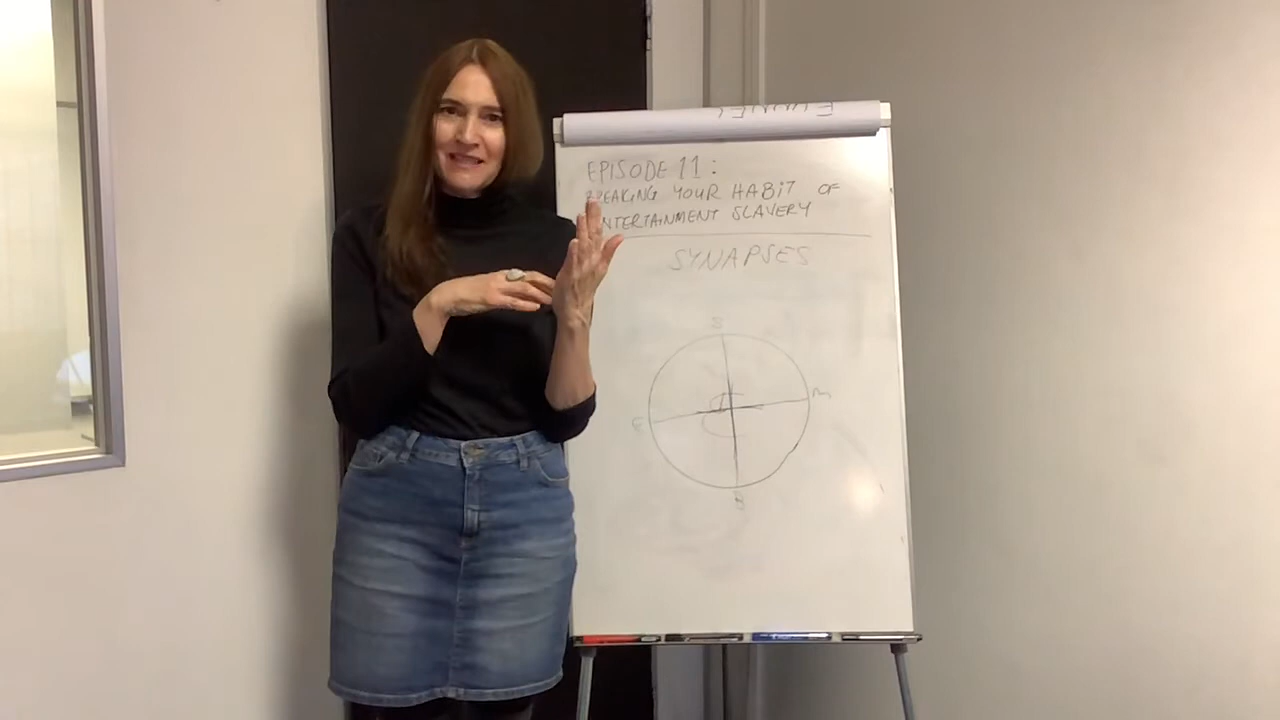 EPISODE 11:
BREAKING YOUR HABIT OF
ENTERTAINMENT SLAVERY
SYNAPSES